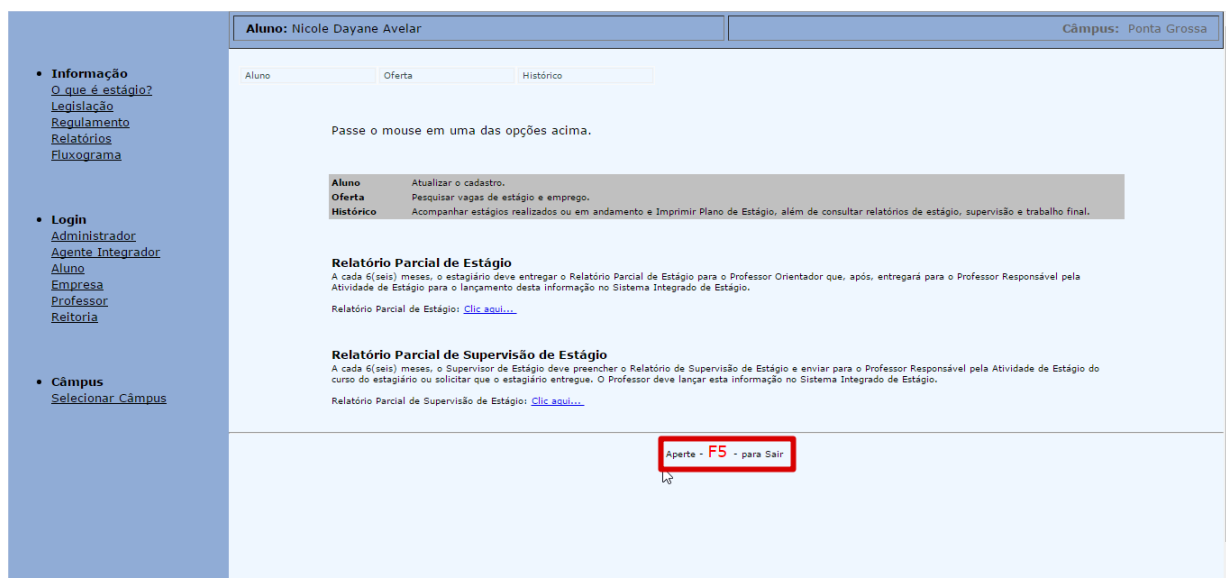 Aluno: Nicole Dayane Avelar
Câmpus: Ponta Grossa
Informação
O que é estágio?
Legislação
Regulamento
Relatórios
Fluxograma
Login
Administrador
Agente Integrador
Aluno
Empresa
Professor
Reitoria
Câmpus
Selecionar Câmpus
Aluno Oferta Histórico
Passe o mouse em uma das opções acima.
Aluno Atualizar o cadastro.
Oferta Pesquisar vagas de estágio e emprego.
Histórico Acompanhar estágios realizados ou em andamento e Imprimir Plano de Estágio, além de consultar relatórios de estágio, supervisão e trabalho final.
Relatório Parcial de Estágio
A cada 6(seis) meses, o estagiário deve entregar o Relatório Parcial de Estágio para o Professor Orientador que, após, entregará para o Professor Responsável pela
Atividade de Estágio para o lançamento desta informação no Sistema Integrado de Estágio.
Relatório Parcial de Estágio: Clic aqui...
Relatório Parcial de Supervisão de Estágio
A cada 6(seis) meses, o Supervisor de Estágio deve preencher o Relatório de Supervisão de Estágio e enviar para o Professor Responsável pela Atividade de Estágio do
curso do estagiário ou solicitar que o estagiário entregue. O Professor deve lançar esta informação no Sistema Integrado de Estágio.
Relatório Parcial de Supervisão de Estágio: Clic aqui...
Aperte - F5 - para Sair